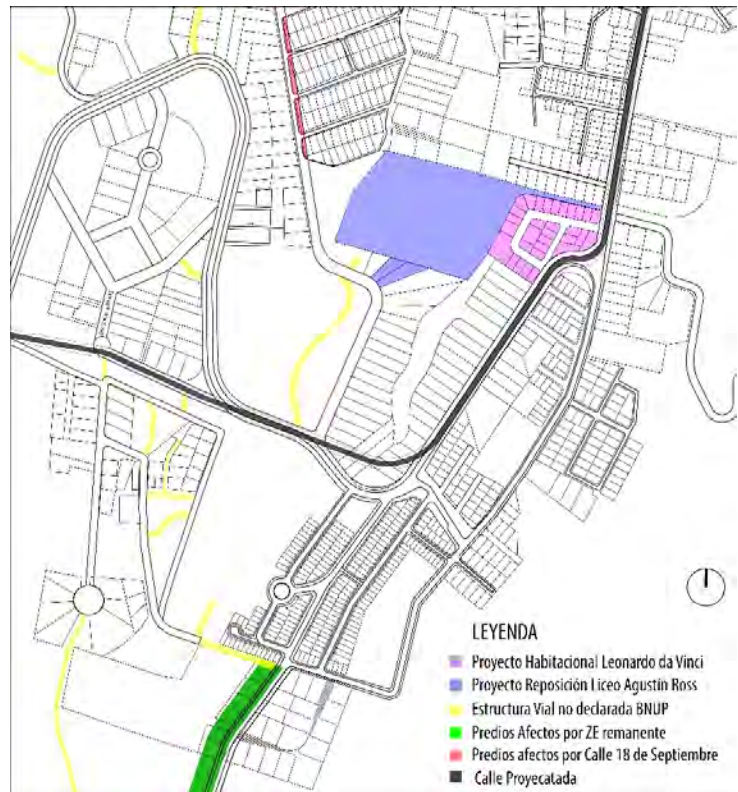 LEYENDA
Proyecto Habitacional Leonardo da Vinci
Proyecto Reposición Liceo Agustín Ross
Estructura Vial no declarada BNUP
Predios Afectos por ZE remanente
Predios afectos por Calle 18 de Septiembre
Calle Proyecatada